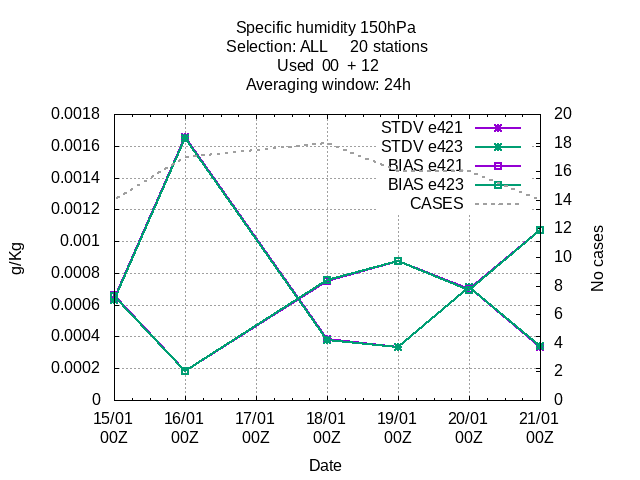 Specific humidity 150hPa
Selection: ALL     20 stations
Used  00  + 12
Averaging window: 24h
0.0018
0.0016
0.0014
0.0012
0.001
0.0008
0.0006
0.0004
0.0002
0
20
18
16
14
12
10
8
6
4
2
0
g/Kg
No cases
STDV e421
STDV e423
BIAS e421
BIAS e423
CASES
15/01 16/01 17/01 18/01 19/01 20/01 21/01
00Z 00Z 00Z 00Z 00Z 00Z 00Z
Date